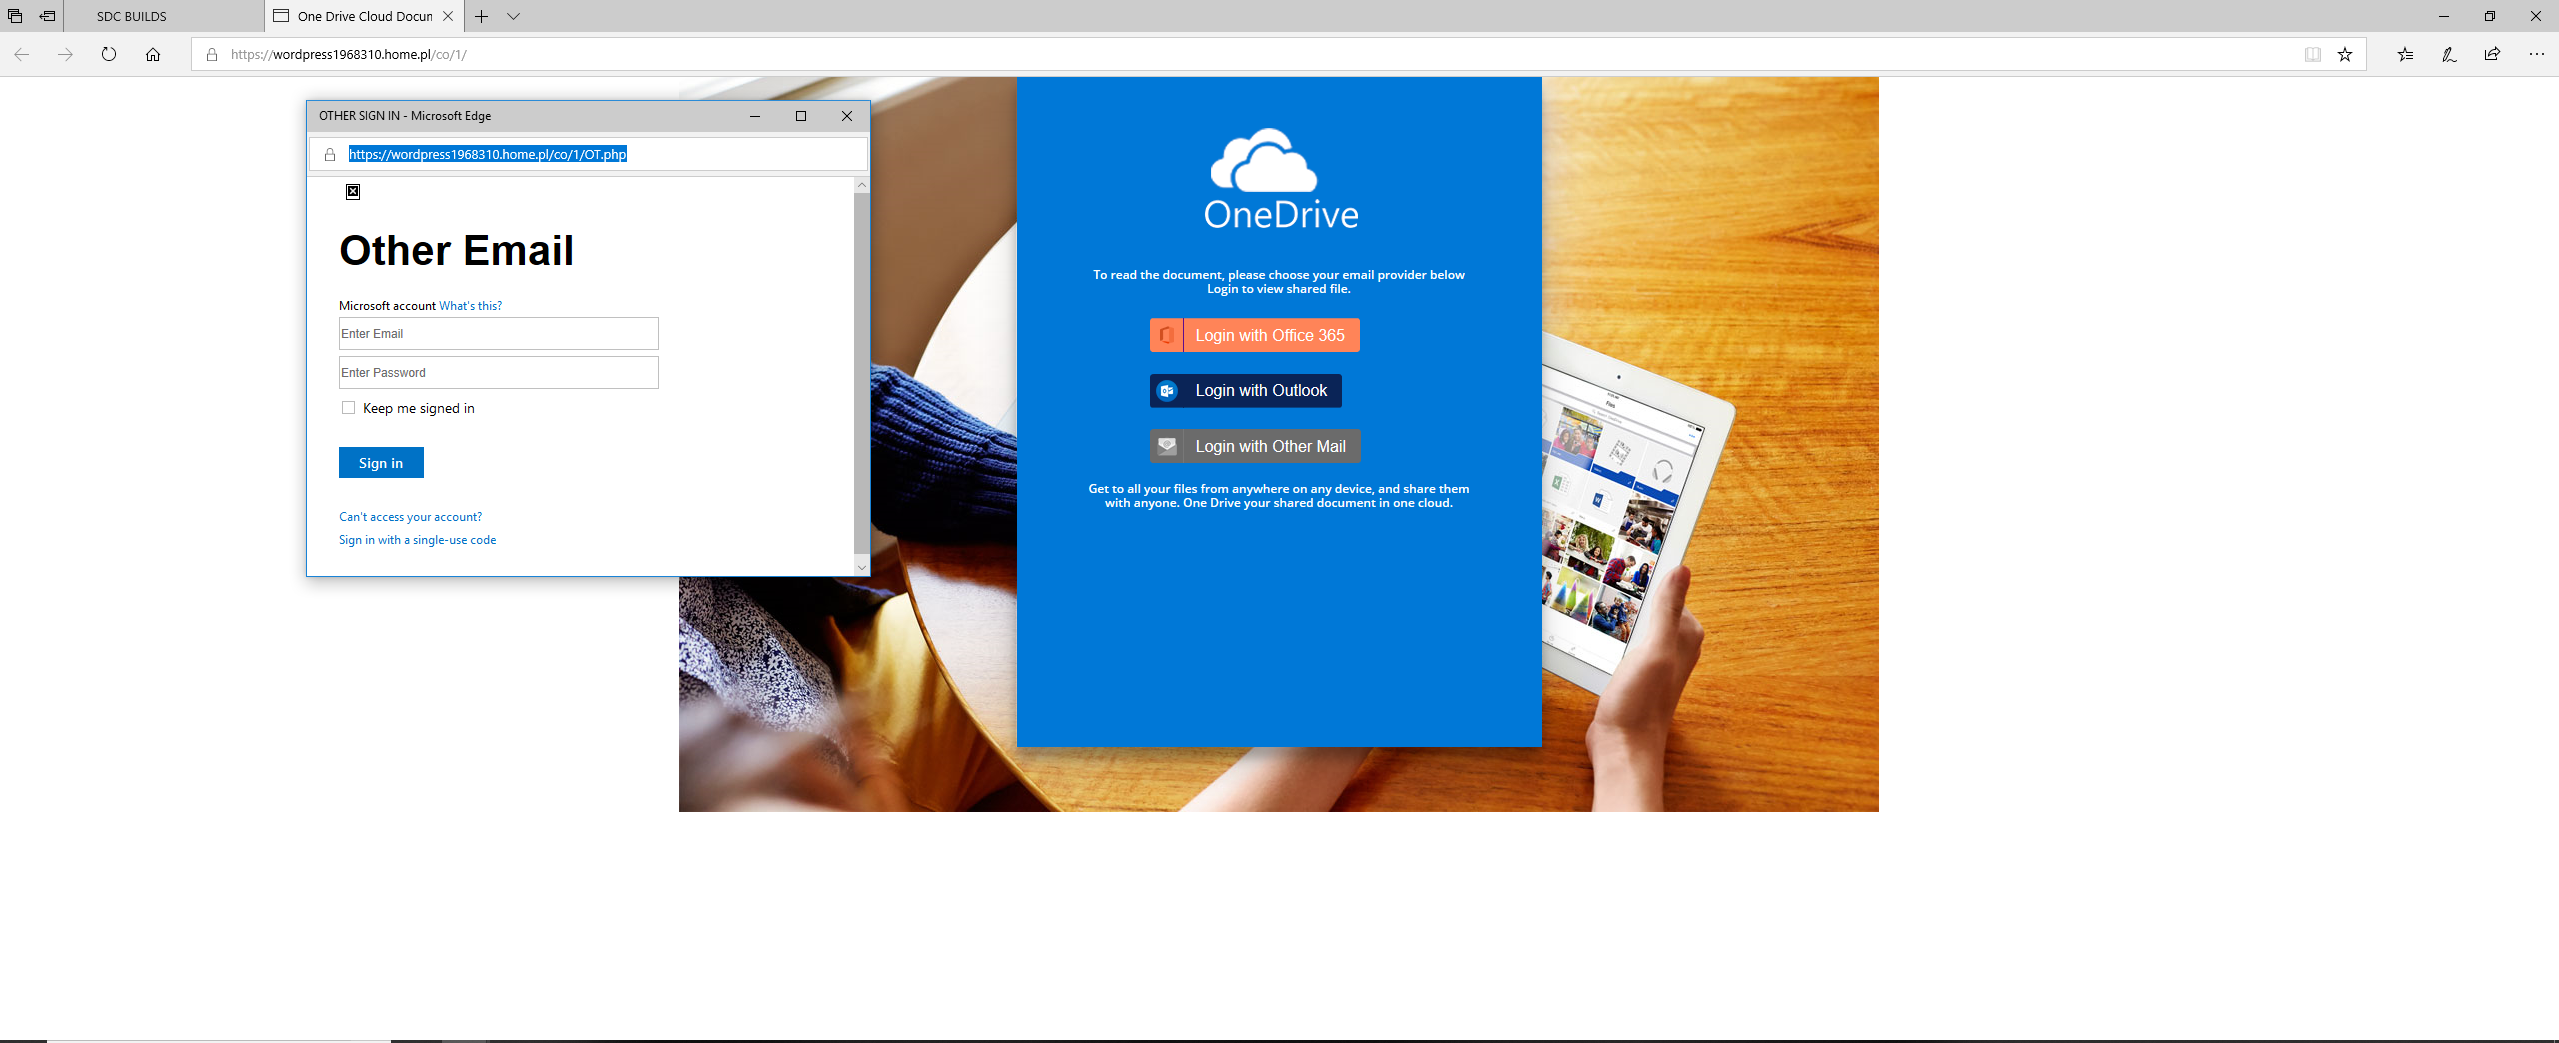 SDC BUILDS
One Drive Cloud Docun
https://wordpress1968310.home.pl/co/1/
OTHER SIGN IN - Microsoft Edge
https://wordpress1968310.home.pl/co/1/OT.php
Other Email
Microsoft account What's this?
Enter Email
Enter Password
Keep me signed in
Sign in
Can't access your account?
Sign in with a single-use code
OneDrive
To read the document, please choose your email provider below
Login to view shared file.
Login with Office 365
Login with Outlook
Login with Other Mail
Get to all your files from anywhere on any device, and share them
with anyone. One Drive your shared document in one cloud.
Files